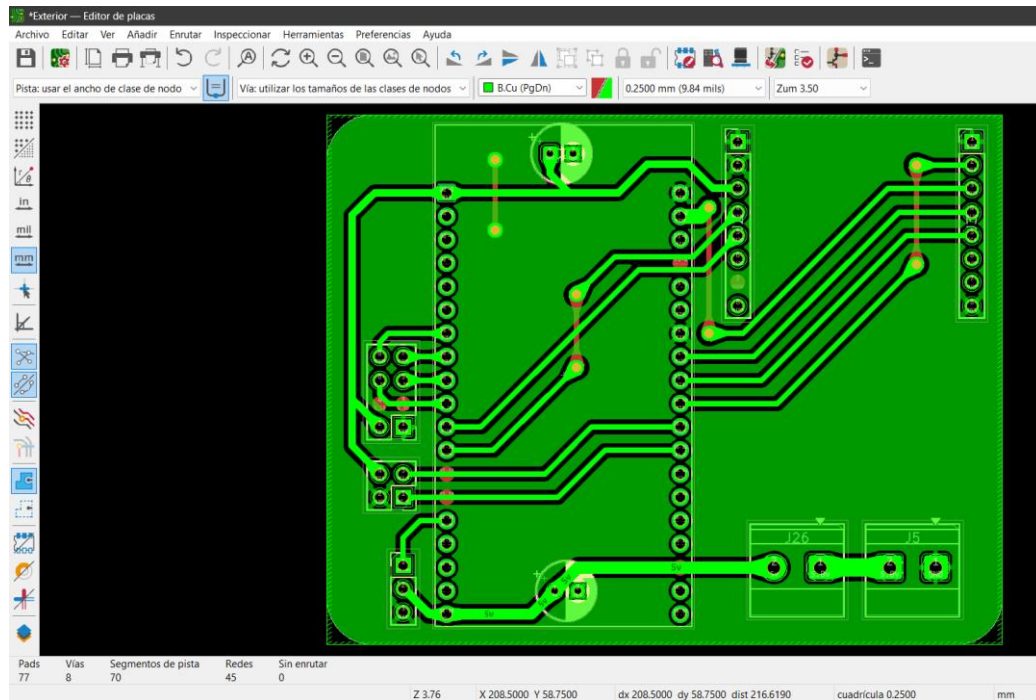 *Exterior — Editor de placas
Archivo Editar Ver Añadir Enrutar Inspeccionar Herramientas Preferencias Ayuda
Pista: usar el ancho de clase de nodo Vía: utilizar los tamaños de las clases de nodos B.Cu (PgDn) 0.2500 mm (9.84 mils) Zum 3.50
in
mil
mm
J26 J5
5v
5v
5v
5v
Pads Vías Segmentos de pista Redes Sin enrutar
77 8 70 45 0
Z 3.76 X 208.5000 Y 58.7500 dx 208.5000 dy 58.7500 dist 216.6190 cuadrícula 0.2500 mm